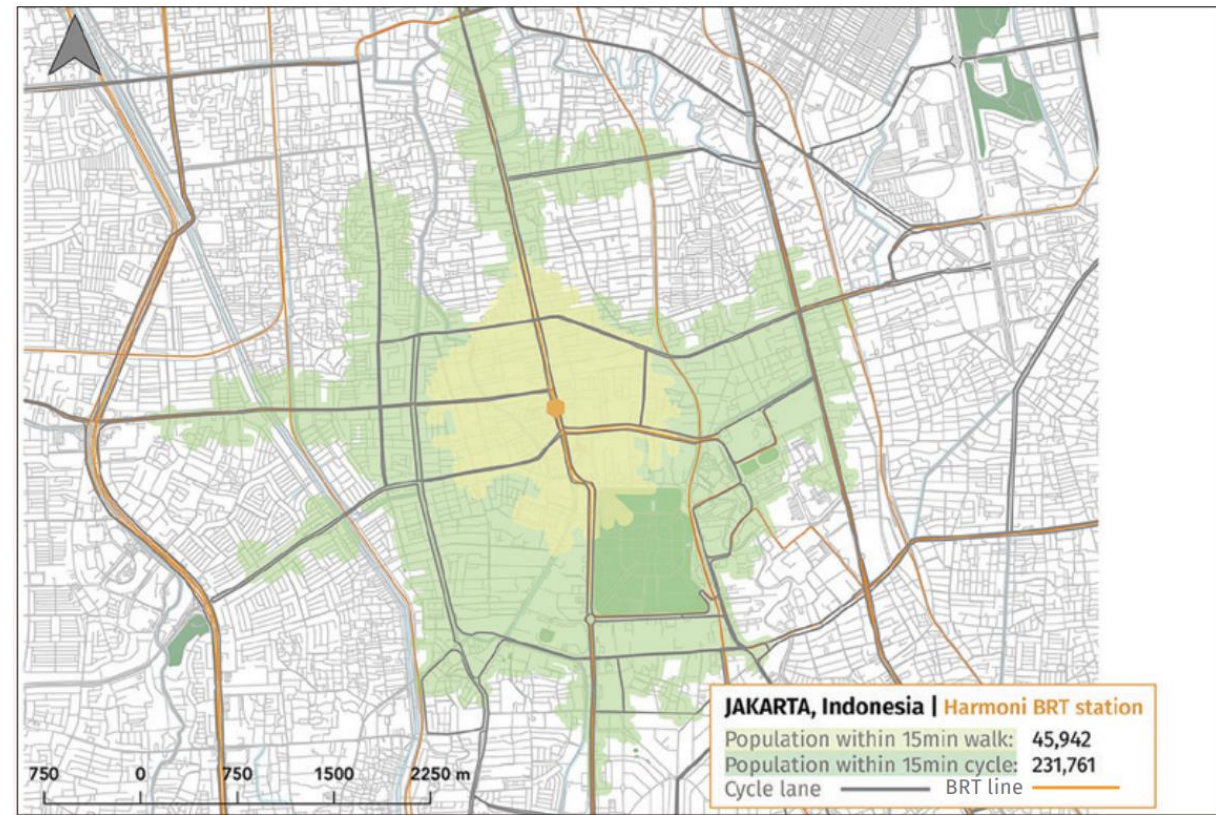 750 0 750 1500 2250 m
JAKARTA, Indonesia | Harmoni BRT station
Population within 15min walk: 45,942
Population within 15min cycle: 231,761
Cycle lane BRT line